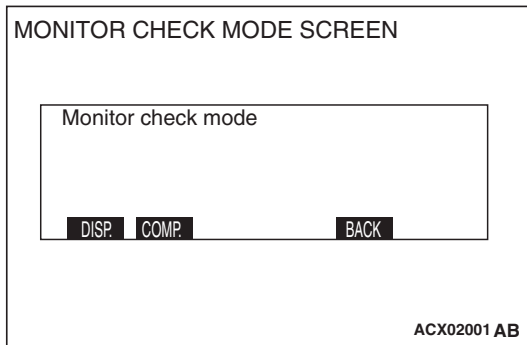 MONITOR CHECK MODE SCREEN
Monitor check mode
DISP. COMP. BACK
ACX02001 AB